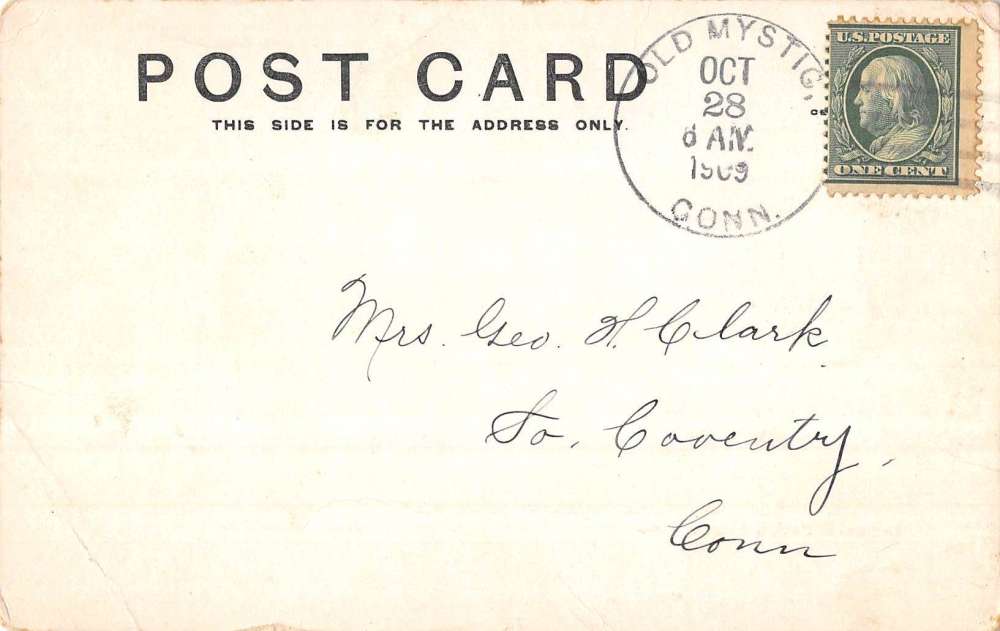 POST CARD
THIS SIDE IS FOR THE ADDRESS ONLY.
OLD MYSTIC,
OCT
28
AM
1909
CONN.
U.S. POSTAGE
ONE CENT
Mrs. Geo. H. Clark
So. Coventry,
Conn